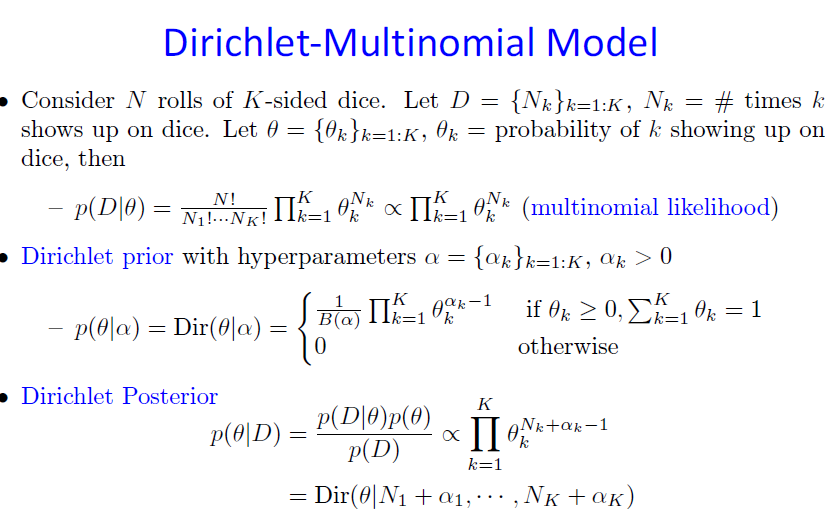 Dirichlet-Multinomial Model
• Consider N rolls of K-sided dice. Let D = {N_k}_{k=1:K}, N_k = # times k
shows up on dice. Let θ = {θ_k}_{k=1:K}, θ_k = probability of k showing up on
dice, then
– p(D|θ) = \frac{N!}{N_1!⋯N_K!} ∏_{k=1}^{K} θ_k^{N_k} ∝ ∏_{k=1}^{K} θ_k^{N_k} (multinomial likelihood)
• Dirichlet prior with hyperparameters α = {α_k}_{k=1:K}, α_k > 0
– p(θ|α) = Dir(θ|α) = { \frac{1}{B(α)} ∏_{k=1}^{K} θ_k^{α_k−1} if θ_k ≥ 0, ∑_{k=1}^{K} θ_k = 1
0 otherwise
• Dirichlet Posterior
p(θ|D) = \frac{p(D|θ)p(θ)}{p(D)} ∝ ∏_{k=1}^{K} θ_k^{N_k+α_k−1}
= Dir(θ|N_1 + α_1, ⋯ , N_K + α_K)